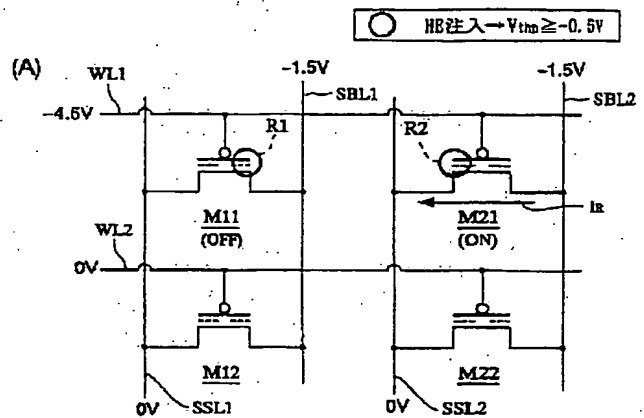 HE注入→Vthp≧-0.5V
(A)
-1.5V
-1.5V
WL1
SBL1
SBL2
-4.5V
R1
R2
M11
(OFF)
M21
(ON)
IR
WL2
0V
M12
M22
0V
SSL1
0V
SSL2